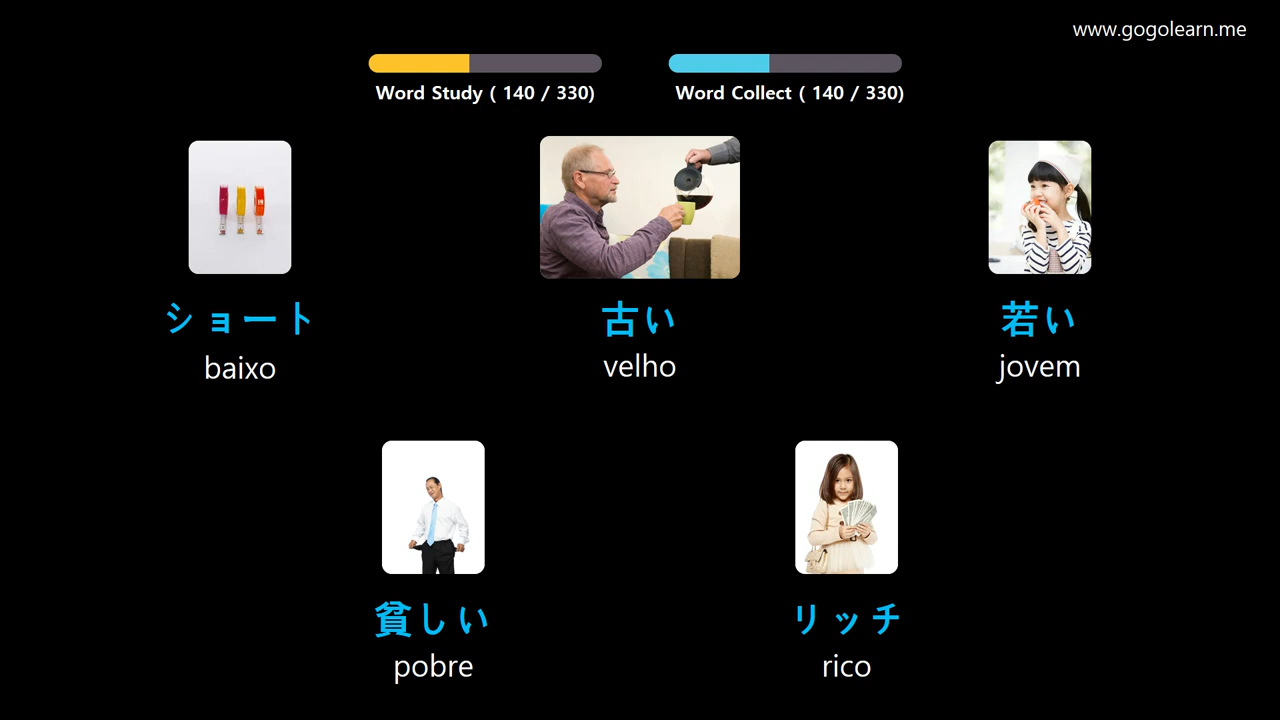 www.gogolearn.me
Word Study ( 140 / 330)
Word Collect ( 140 / 330)
ショート
baixo
古い
velho
若い
jovem
貧しい
pobre
リッチ
rico